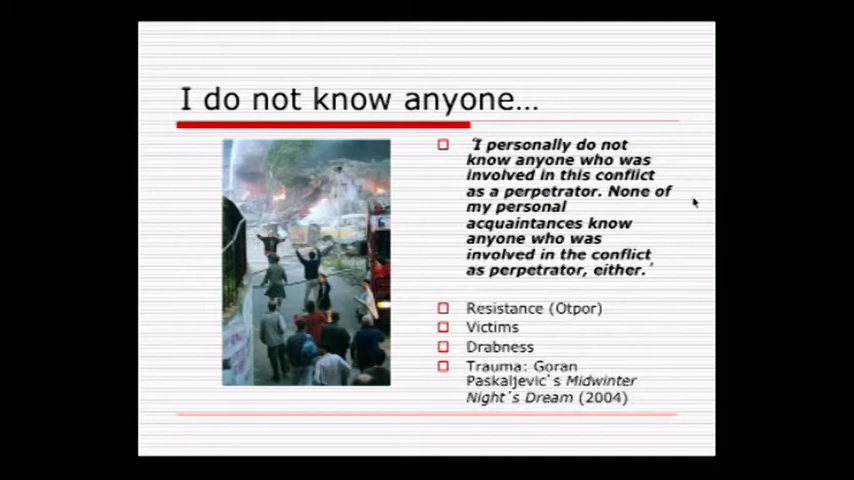 I do not know anyone...
"I personally do not
know anyone who was
involved in this conflict
as a perpetrator. None of
my personal
acquaintances know
anyone who was
involved in the conflict
as perpetrator, either.´
Resistance (Otpor)
Victims
Drabness
Trauma: Goran
Paskaljevic`s Midwinter
Night´s Dream (2004)